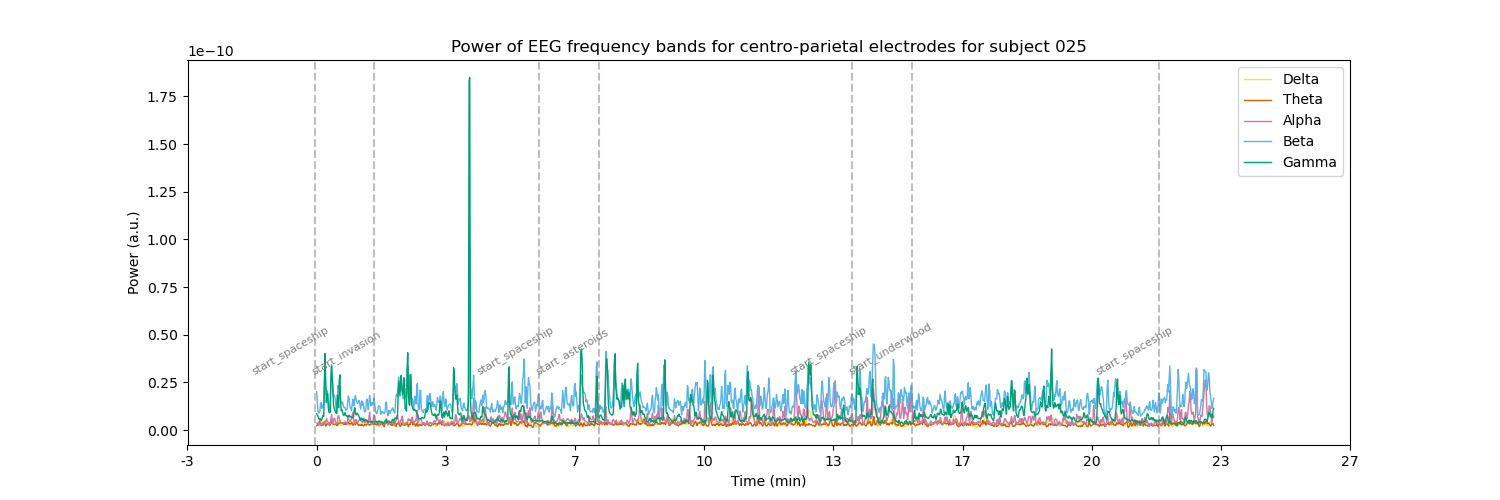 Power of EEG frequency bands for centro-parietal electrodes for subject 025
1e−10
Power (a.u.)
1.75
1.50
1.25
1.00
0.75
0.50
0.25
0.00
start_spaceship
start_invasion
start_spaceship
start_asteroids
start_spaceship
start_underwood
start_spaceship
Delta
Theta
Alpha
Beta
Gamma
-3
0
3
7
10
13
17
20
23
27
Time (min)